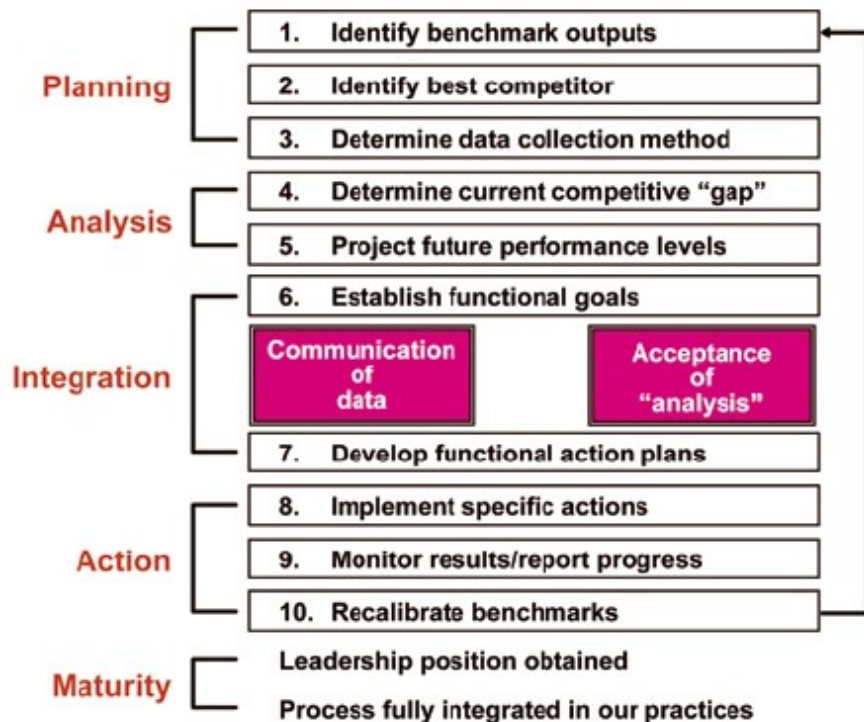 1. Identify benchmark outputs
Planning
2. Identify best competitor
3. Determine data collection method
4. Determine current competitive “gap”
Analysis
5. Project future performance levels
6. Establish functional goals
Communication
of
data
Acceptance
of
“analysis”
Integration
7. Develop functional action plans
8. Implement specific actions
Action
9. Monitor results/report progress
10. Recalibrate benchmarks
Leadership position obtained
Maturity
Process fully integrated in our practices